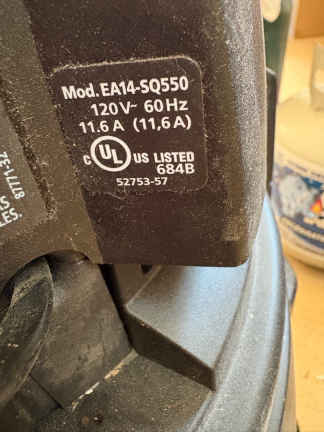 Mod.EA14-SQ550
120V~ 60Hz
11.6 A (11,6 A)
C UL US LISTED
684B
52753-57